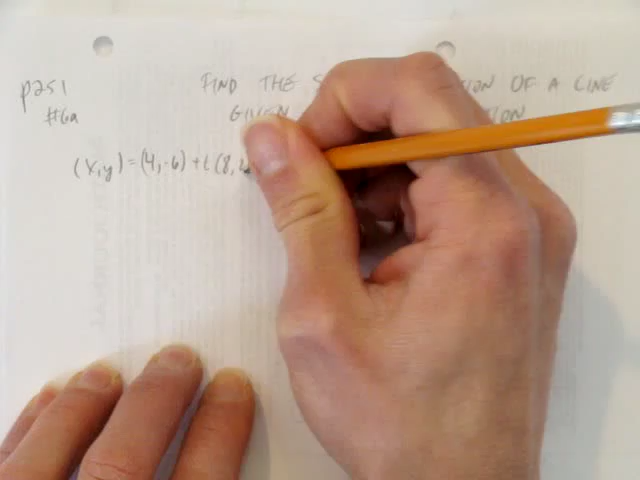 p251 FIND THE OF A LINE
#6a GIVEN
(x,y) = (4,-6) + t(8,